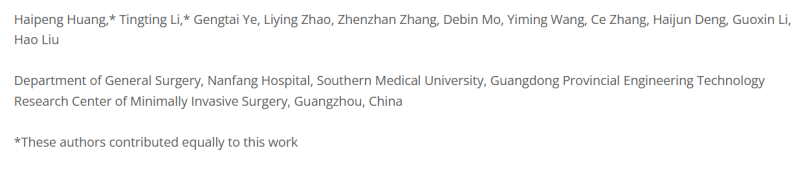 Haipeng Huang,* Tingting Li,* Gengtai Ye, Liying Zhao, Zhenzhan Zhang, Debin Mo, Yiming Wang, Ce Zhang, Haijun Deng, Guoxin Li,
Hao Liu
Department of General Surgery, Nanfang Hospital, Southern Medical University, Guangdong Provincial Engineering Technology
Research Center of Minimally Invasive Surgery, Guangzhou, China
*These authors contributed equally to this work